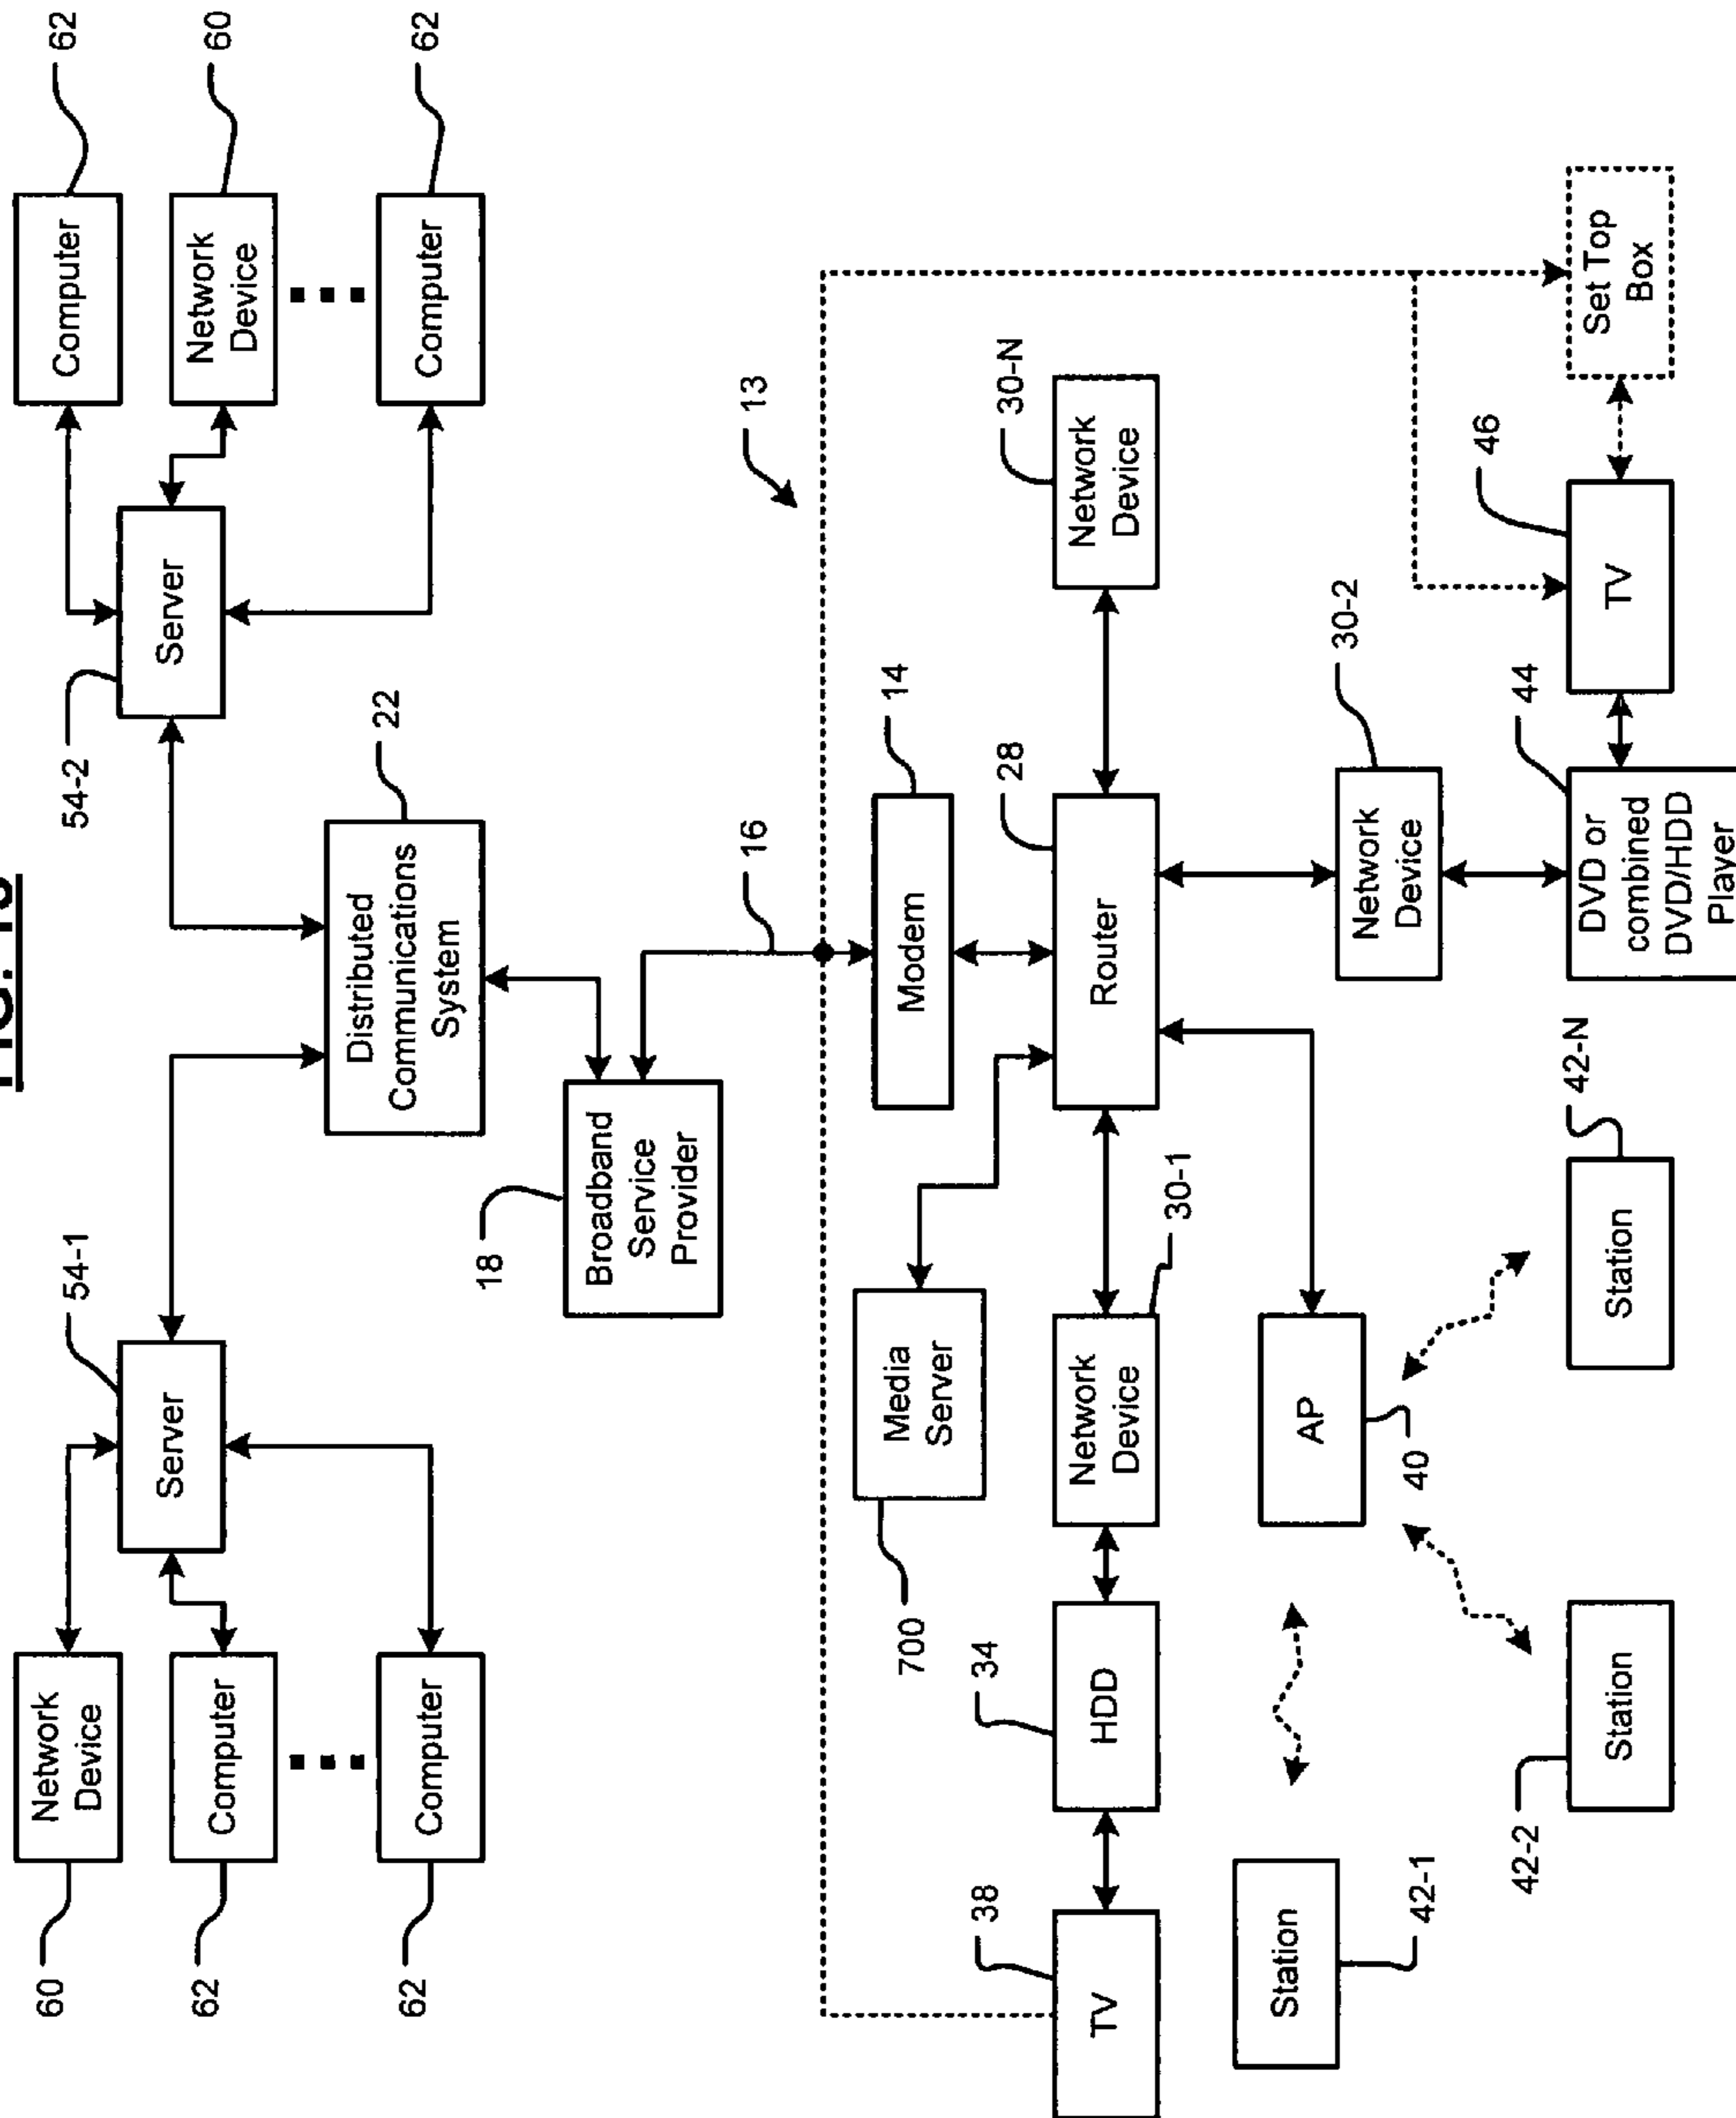 FIG.
60
Network
Device
54-1
Server
62
Computer
62
Computer
54-2
Server
Computer
62
Network
Device
60
Computer
62
Distributed
Communications
System
22
18
Broadband
Service
Provider
16
13
700
Media
Server
Modem
14
38
TV
34
HDD
Network
Device
30-1
Router
28
Network
Device
30-N
Station
42-1
AP
40
Network
Device
30-2
42-2
Station
Station
42-N
DVD or
combined
DVD/HDD
Player
44
TV
46
Set Top
Box